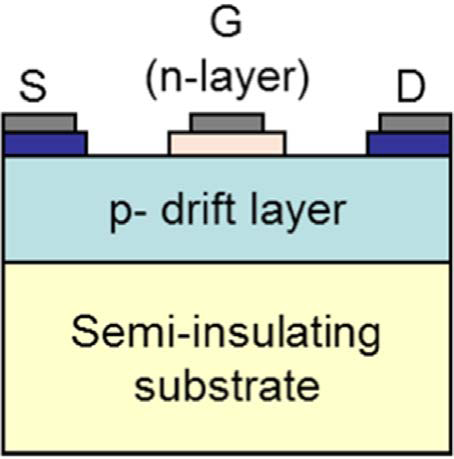 G
(n-layer)
S
D
p- drift layer
Semi-insulating
substrate